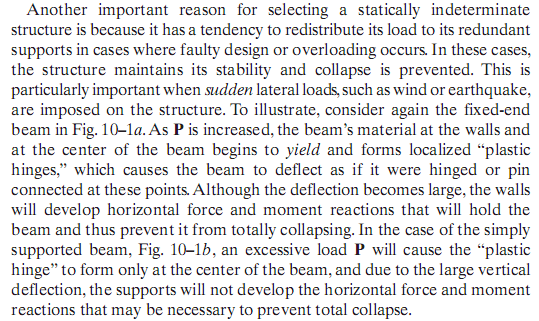 Another important reason for selecting a statically indeterminate
structure is because it has a tendency to redistribute its load to its redundant
supports in cases where faulty design or overloading occurs. In these cases,
the structure maintains its stability and collapse is prevented. This is
particularly important when sudden lateral loads, such as wind or earthquake,
are imposed on the structure. To illustrate, consider again the fixed-end
beam in Fig. 10–1a. As P is increased, the beam’s material at the walls and
at the center of the beam begins to yield and forms localized “plastic
hinges,” which causes the beam to deflect as if it were hinged or pin
connected at these points. Although the deflection becomes large, the walls
will develop horizontal force and moment reactions that will hold the
beam and thus prevent it from totally collapsing. In the case of the simply
supported beam, Fig. 10–1b, an excessive load P will cause the “plastic
hinge” to form only at the center of the beam, and due to the large vertical
deflection, the supports will not develop the horizontal force and moment
reactions that may be necessary to prevent total collapse.